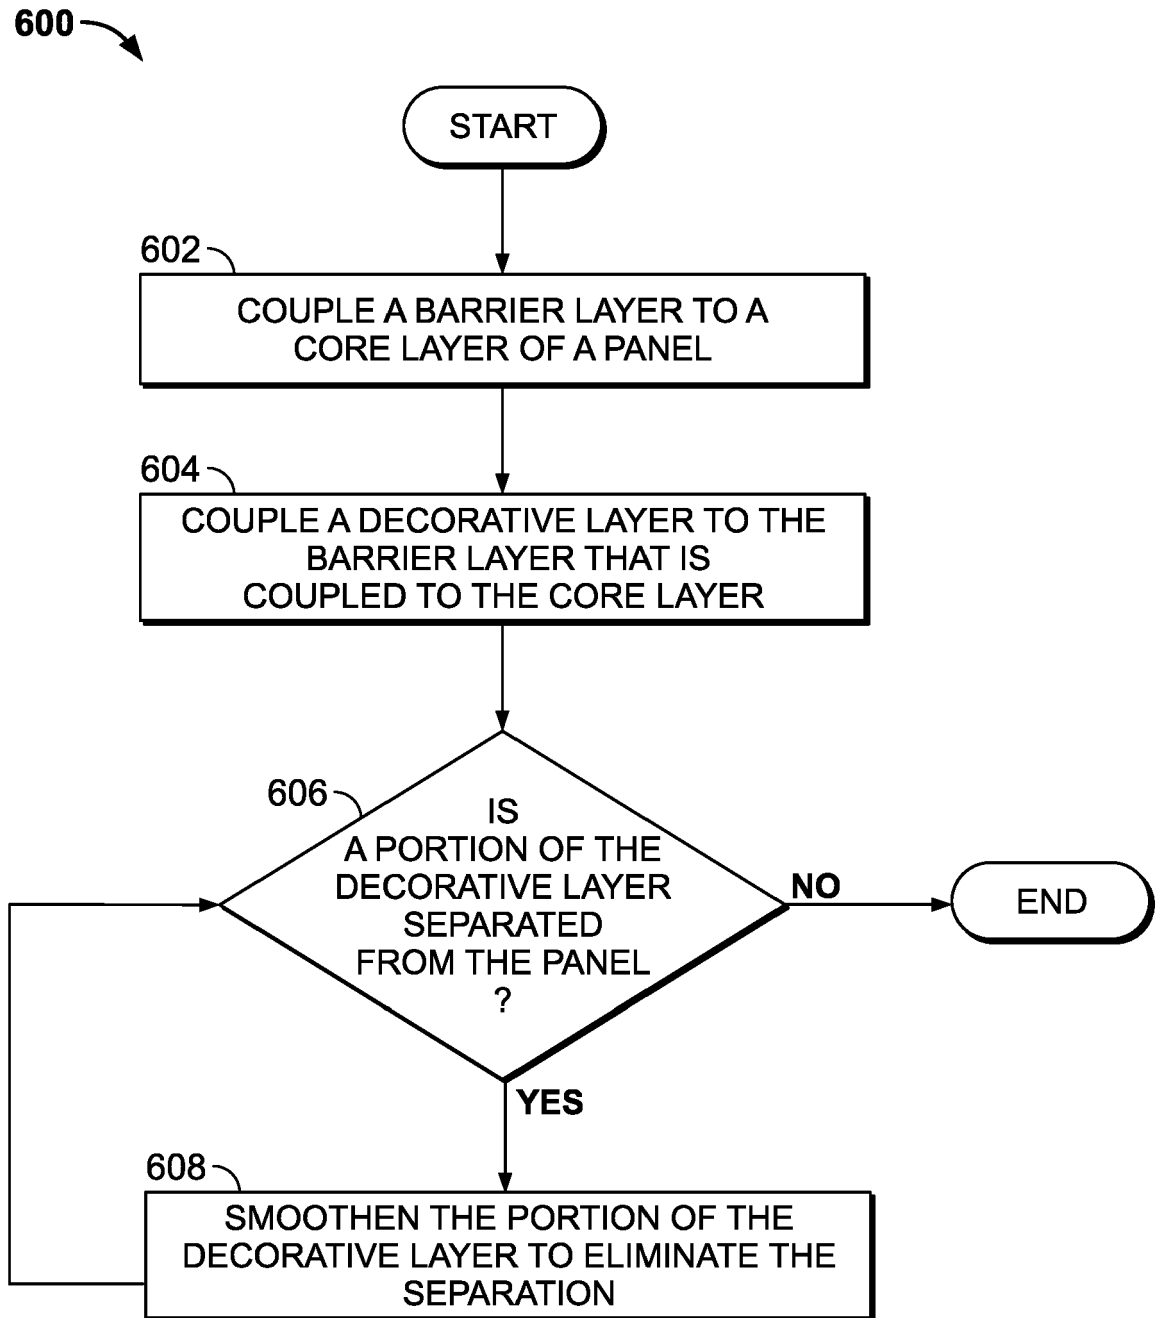 600
START
602
COUPLE A BARRIER LAYER TO A
CORE LAYER OF A PANEL
604
COUPLE A DECORATIVE LAYER TO THE
BARRIER LAYER THAT IS
COUPLED TO THE CORE LAYER
606
IS
A PORTION OF THE
DECORATIVE LAYER
SEPARATED
FROM THE PANEL
?
NO
END
YES
608
SMOOTHEN THE PORTION OF THE
DECORATIVE LAYER TO ELIMINATE THE
SEPARATION